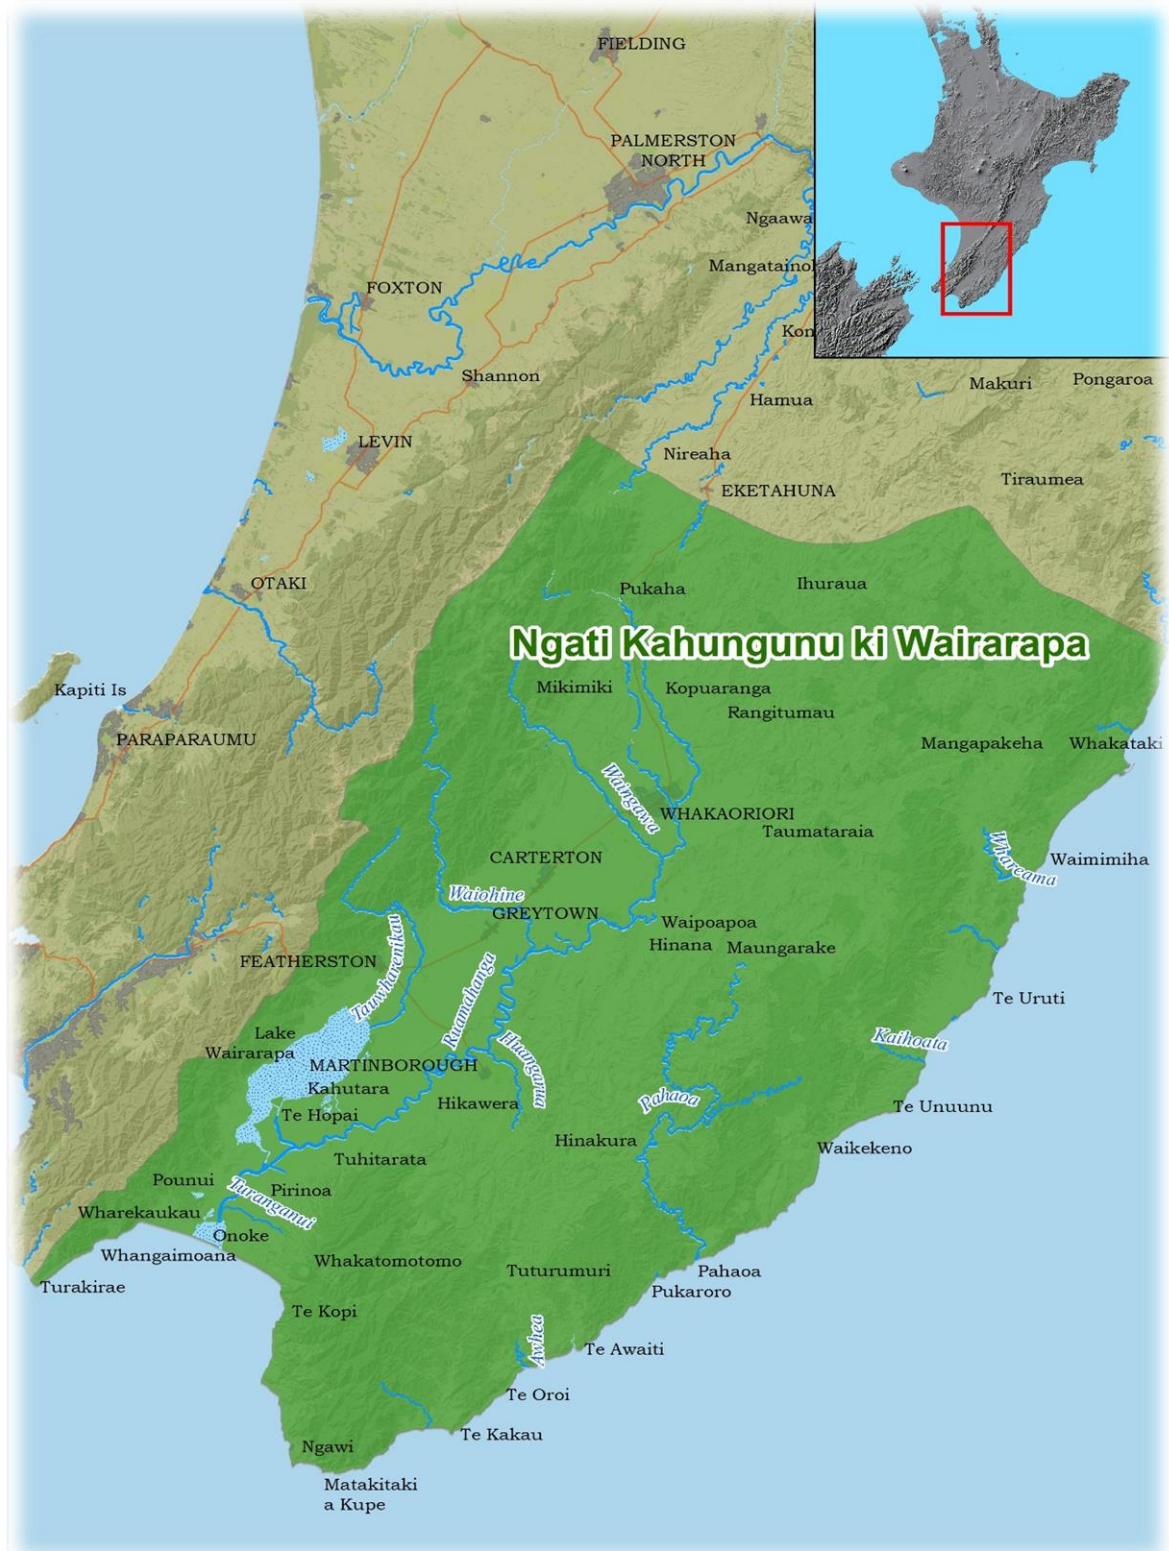 FIELDING
PALMERSTON
NORTH
Ngaawa
Mangatainol
FOXTON
Kon
Shannon
Makuri
Pongaroa
Hamua
LEVIN
Nireaha
Tiraumea
EKETAHUNA
OTAKI
Pukaha
Ihuraua
Ngati Kahungunu ki Wairarapa
Kapiti Is
Mikimiki
Kopuaranga
Rangitumau
PARAPARAUMU
Mangapakeha
Whakataki
Waingawa
WHAKAORIORI
Taumataraia
CARTERTON
Whareama
Waimimiha
Waiohine
GREYTOWN
Waipoapoa
Hinana
Maungarake
FEATHERSTON
Tauwharenikau
Ruamahanga
Te Uruti
Lake
Wairarapa
Huangarua
Kaihoata
MARTINBOROUGH
Kahutara
Hikawera
Pahaoa
Te Unuunu
Te Hopai
Hinakura
Waikekeno
Tuhitarata
Pounui
Pirinoa
Turanganui
Wharekaukau
Onoke
Whangaimoana
Whakatomotomo
Tuturumuri
Pahaoa
Turakirae
Pukaroro
Te Kopi
Awhea
Te Awaiti
Te Oroi
Te Kakau
Ngawi
Matakitaki
a Kupe